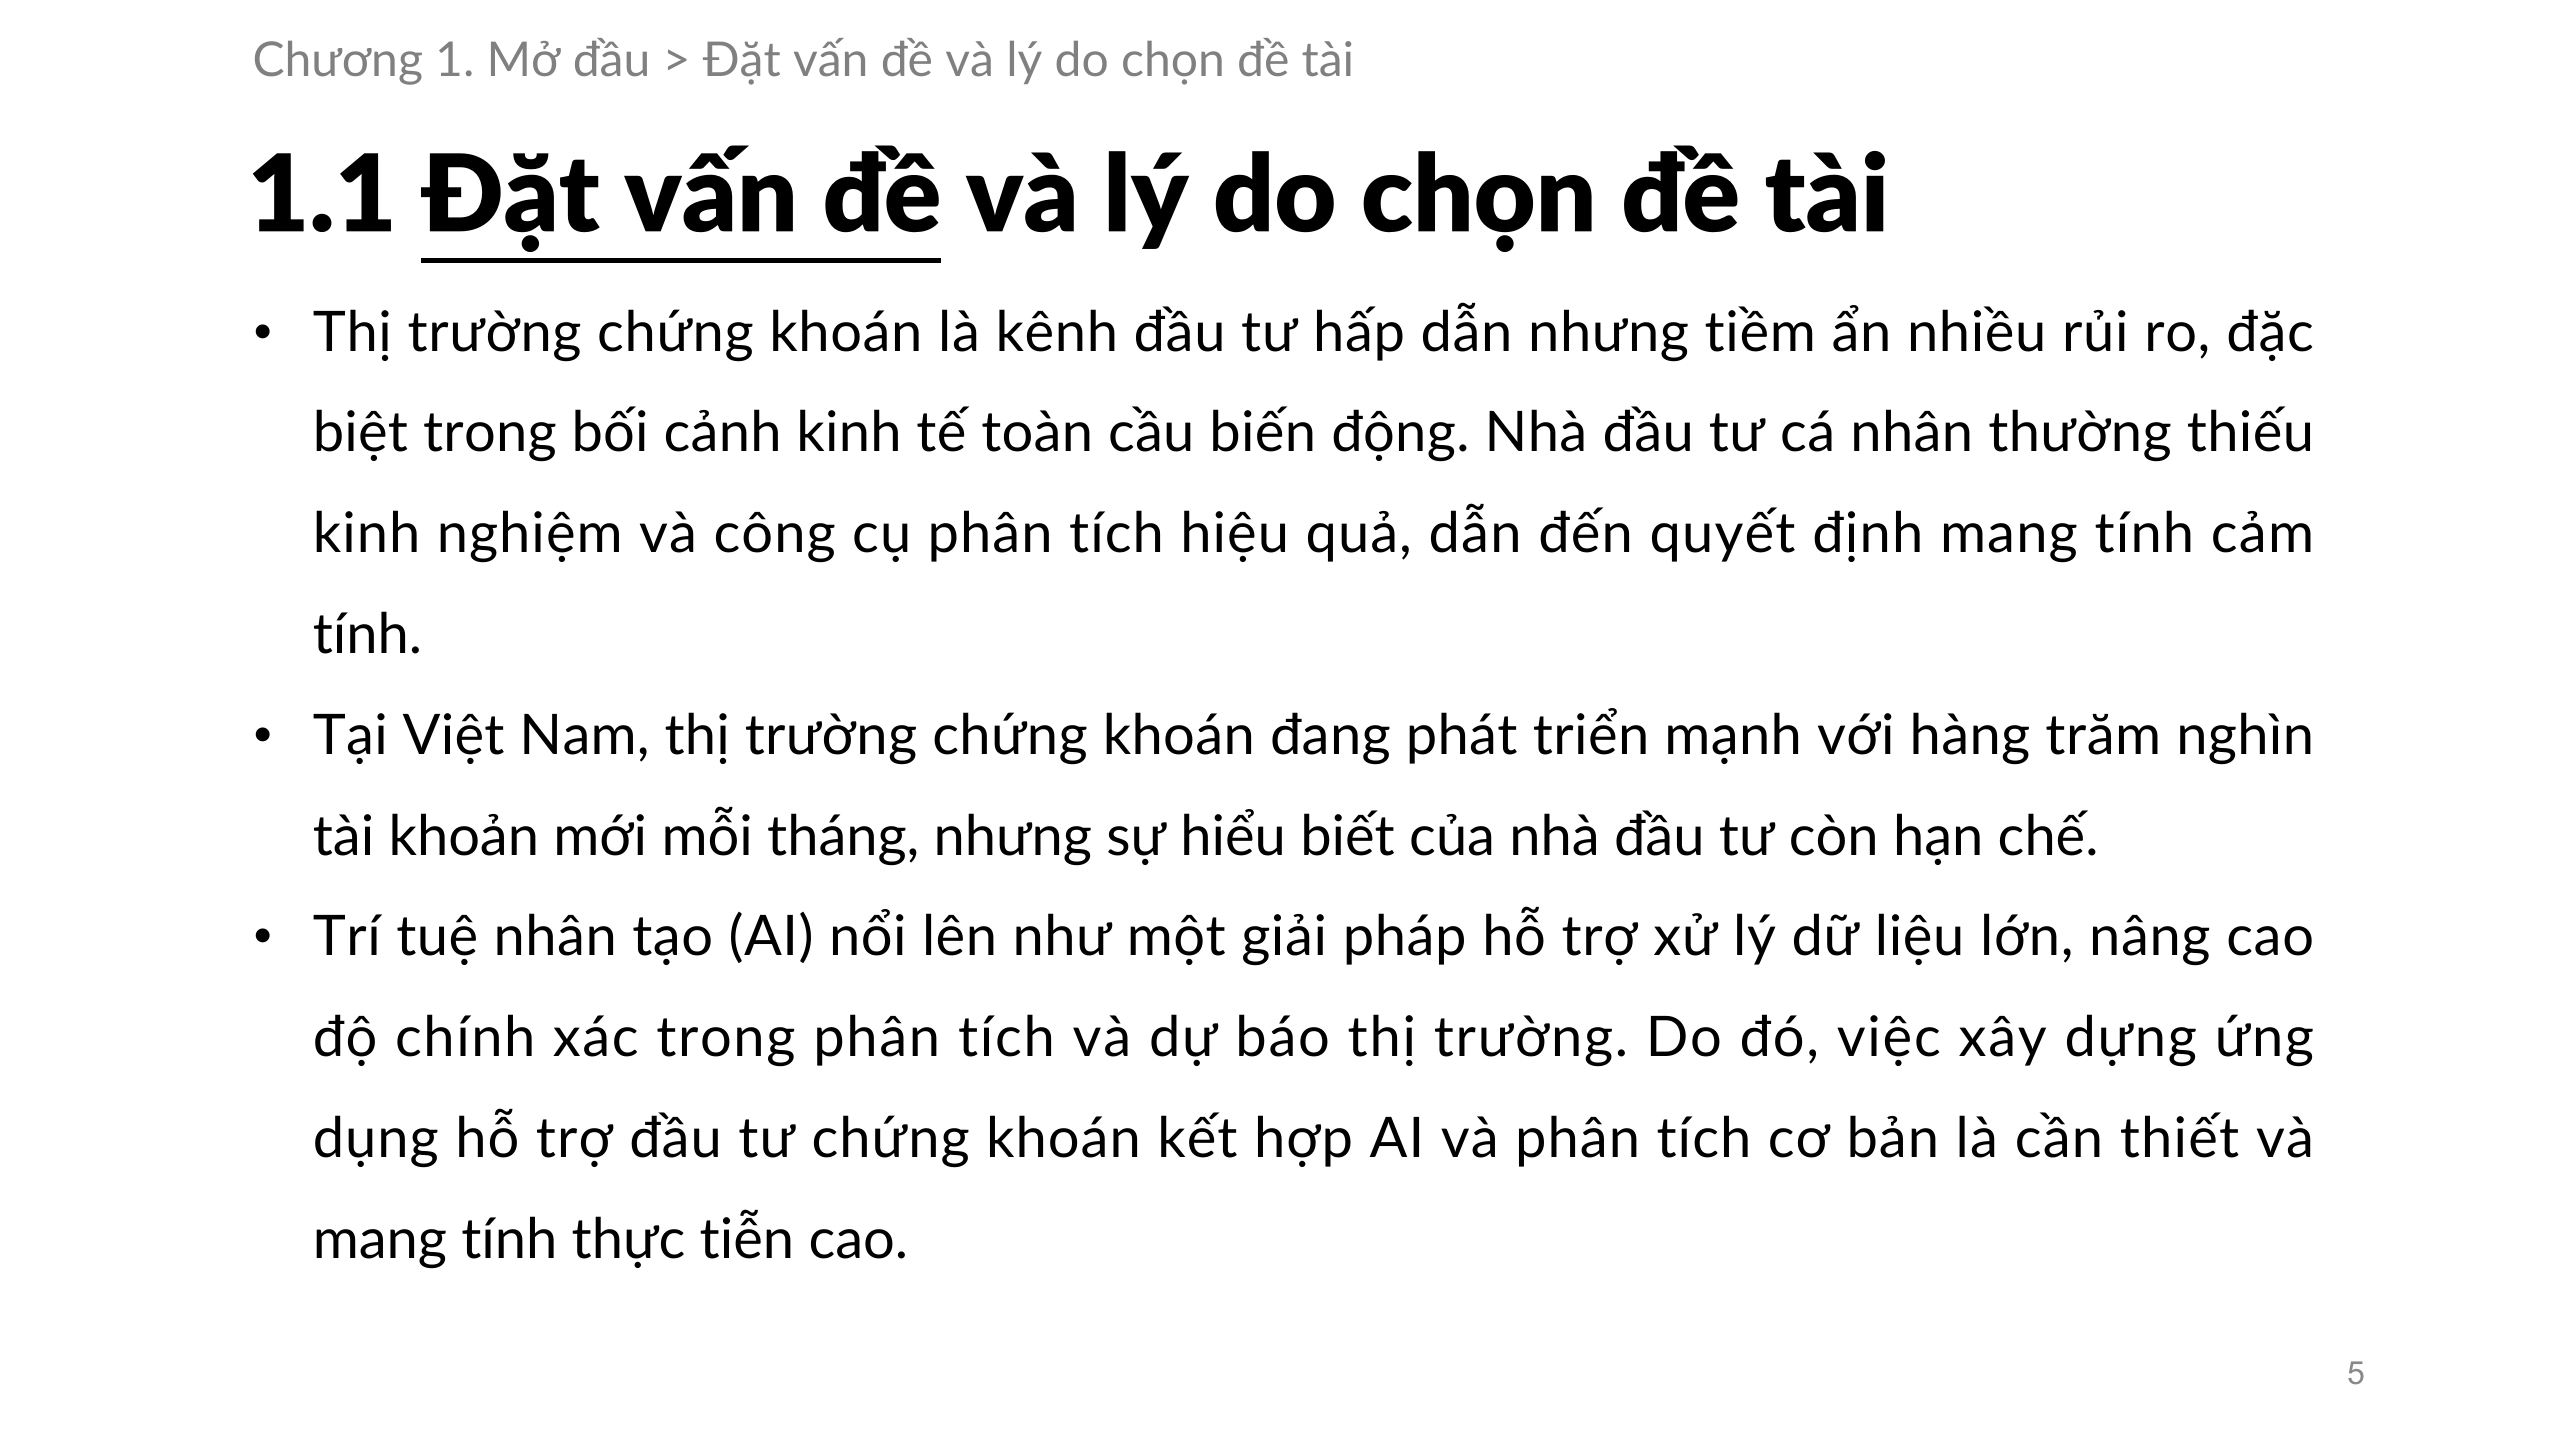 Chương 1. Mở đầu > Đặt vấn đề và lý do chọn đề tài
1.1 Đặt vấn đề và lý do chọn đề tài
• Thị trường chứng khoán là kênh đầu tư hấp dẫn nhưng tiềm ẩn nhiều rủi ro, đặc
biệt trong bối cảnh kinh tế toàn cầu biến động. Nhà đầu tư cá nhân thường thiếu
kinh nghiệm và công cụ phân tích hiệu quả, dẫn đến quyết định mang tính cảm
tính.
• Tại Việt Nam, thị trường chứng khoán đang phát triển mạnh với hàng trăm nghìn
tài khoản mới mỗi tháng, nhưng sự hiểu biết của nhà đầu tư còn hạn chế.
• Trí tuệ nhân tạo (AI) nổi lên như một giải pháp hỗ trợ xử lý dữ liệu lớn, nâng cao
độ chính xác trong phân tích và dự báo thị trường. Do đó, việc xây dựng ứng
dụng hỗ trợ đầu tư chứng khoán kết hợp AI và phân tích cơ bản là cần thiết và
mang tính thực tiễn cao.
5